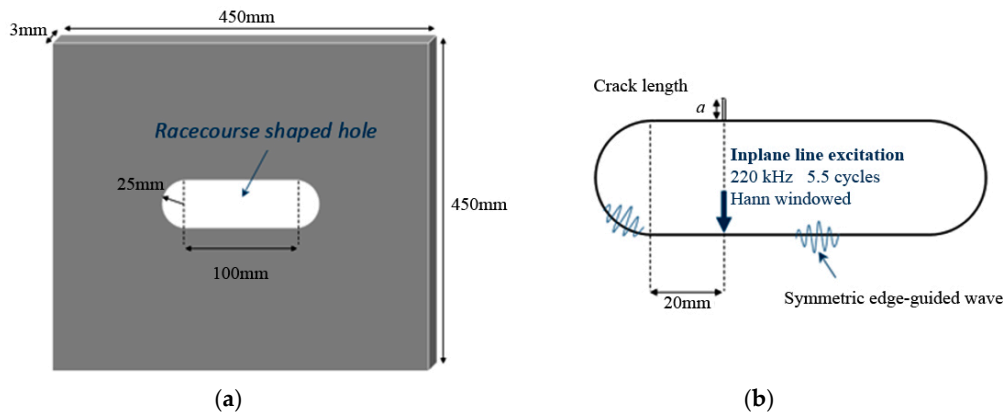 450mm
3mm
Racecourse shaped hole
25mm
450mm
100mm
(a)
Crack length
a
Inplane line excitation
220 kHz 5.5 cycles
Hann windowed
20mm
Symmetric edge-guided wave
(b)